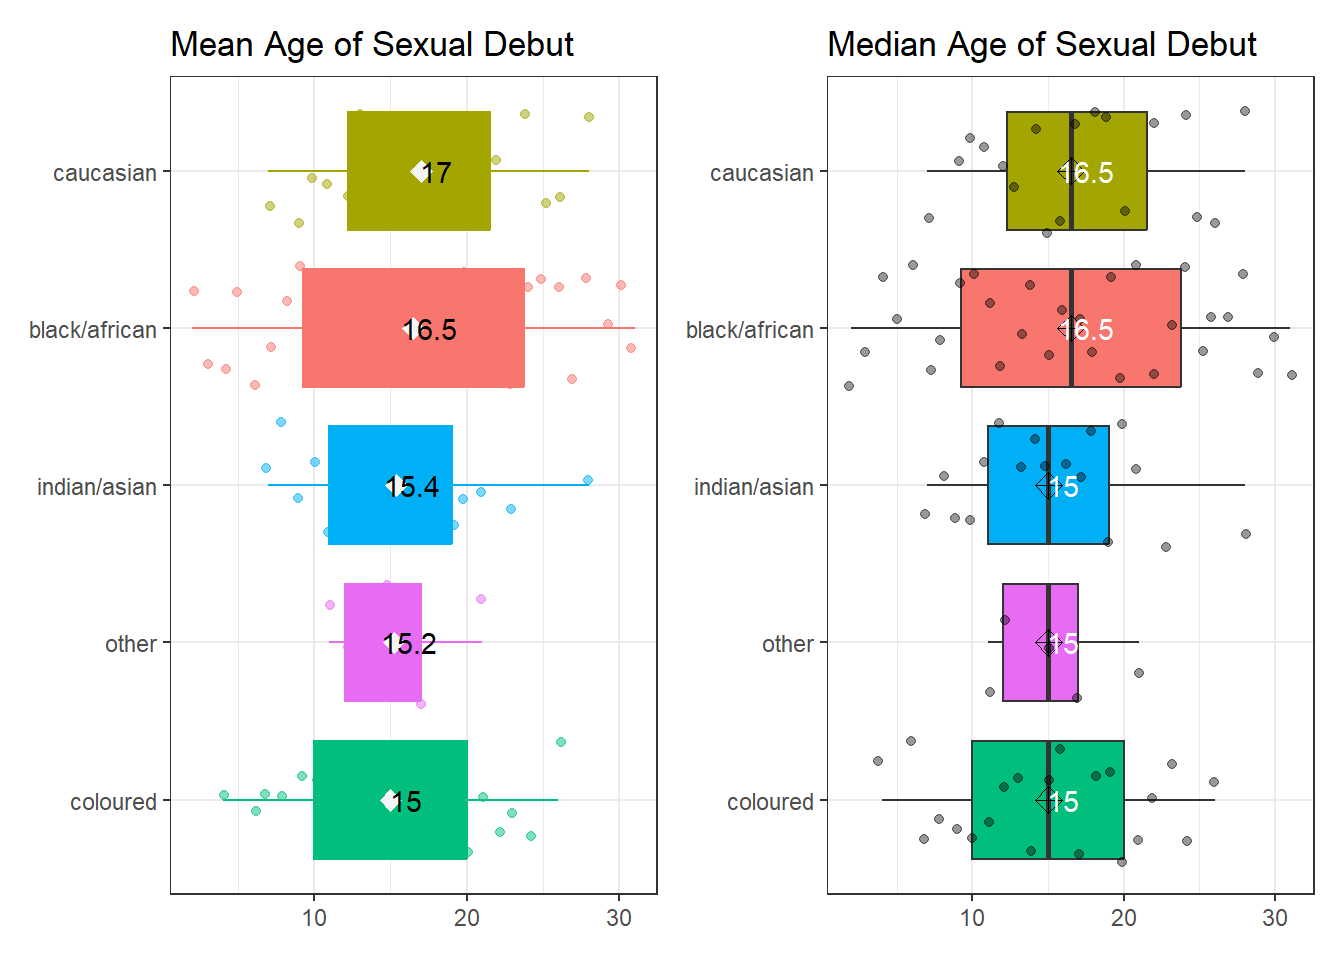 Mean Age of Sexual Debut
caucasian
17
black/african
16.5
indian/asian
15.4
other
15.2
coloured
15
10 20 30
Median Age of Sexual Debut
caucasian
16.5
black/african
16.5
indian/asian
15
other
15
coloured
15
10 20 30